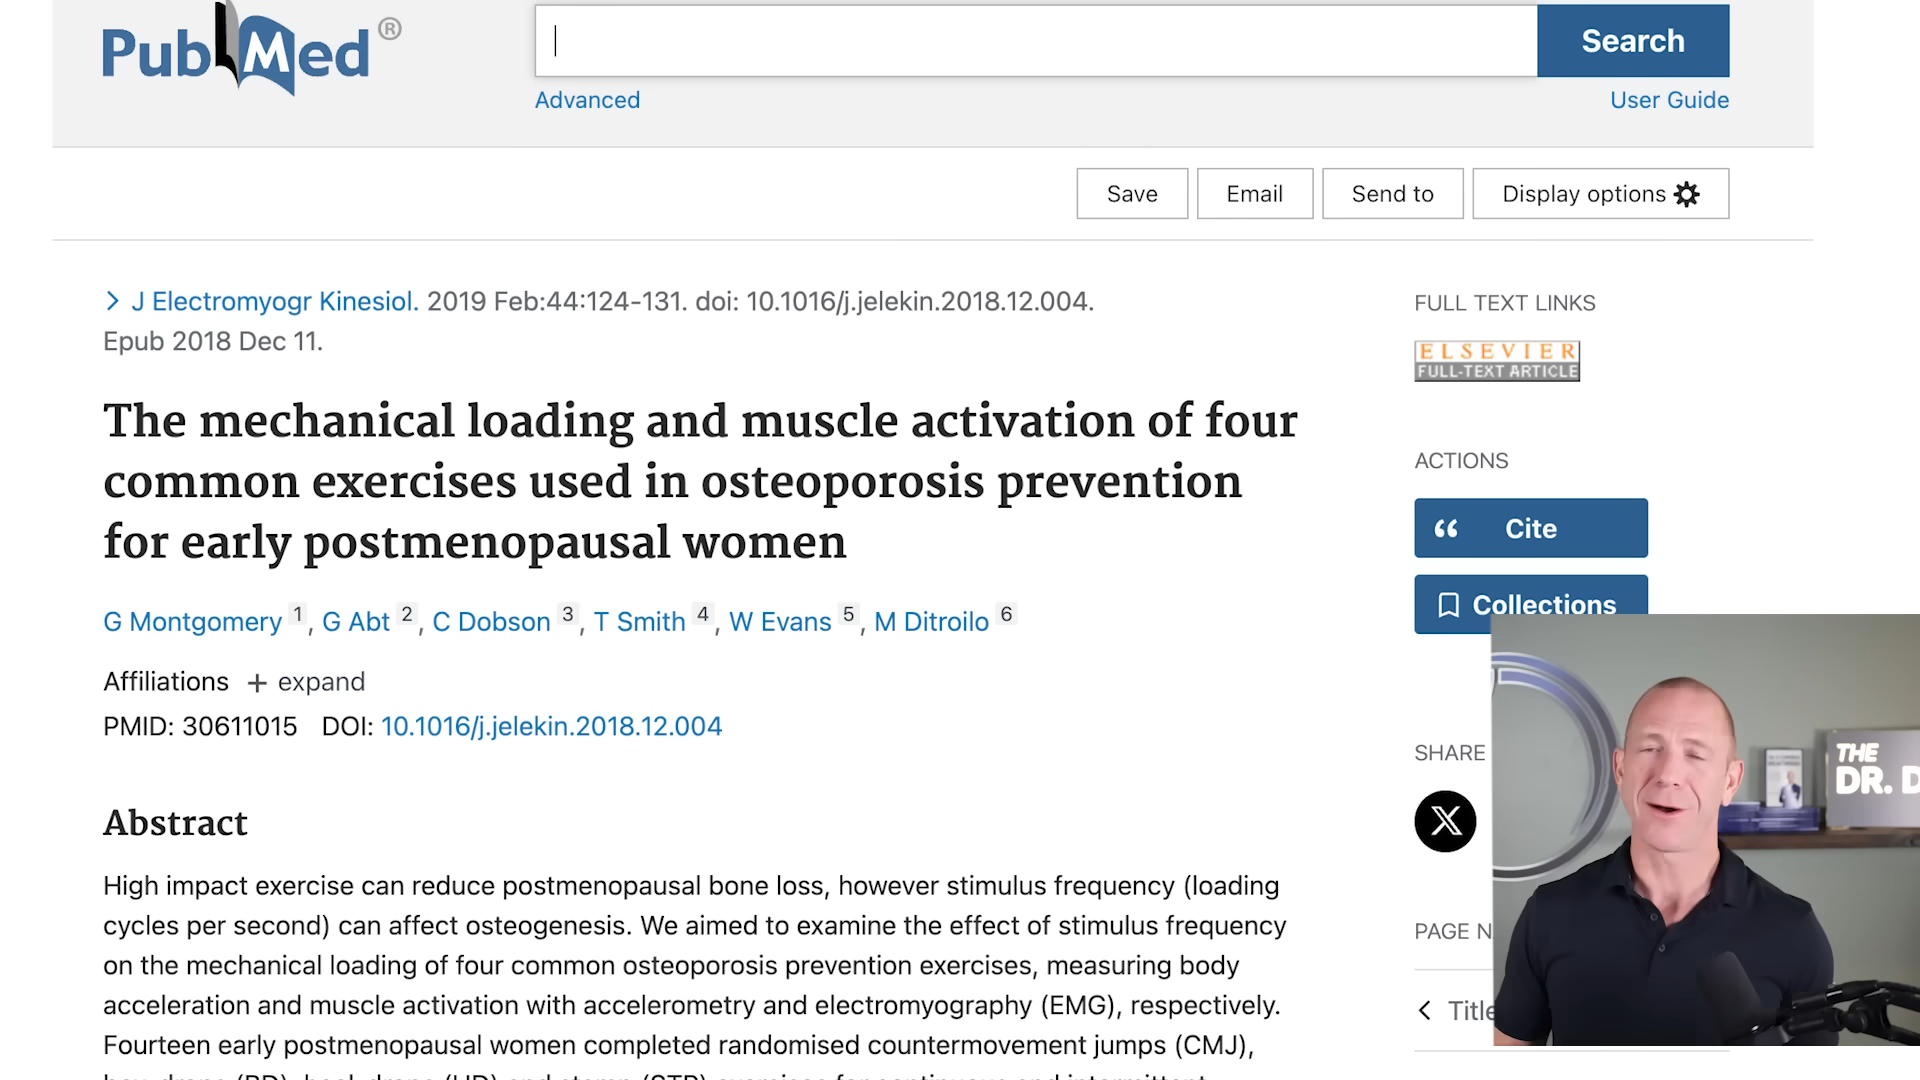 PubMed®
Search
Advanced
User Guide
Save
Email
Send to
Display options
J Electromyogr Kinesiol. 2019 Feb:44:124-131. doi: 10.1016/j.jelekin.2018.12.004.
Epub 2018 Dec 11.
The mechanical loading and muscle activation of four
common exercises used in osteoporosis prevention
for early postmenopausal women
G Montgomery 1, G Abt 2, C Dobson 3, T Smith 4, W Evans 5, M Ditroilo 6
Affiliations + expand
PMID: 30611015 DOI: 10.1016/j.jelekin.2018.12.004
Abstract
High impact exercise can reduce postmenopausal bone loss, however stimulus frequency (loading
cycles per second) can affect osteogenesis. We aimed to examine the effect of stimulus frequency
on the mechanical loading of four common osteoporosis prevention exercises, measuring body
acceleration and muscle activation with accelerometry and electromyography (EMG), respectively.
Fourteen early postmenopausal women completed randomised countermovement jumps (CMJ),
FULL TEXT LINKS
ELSEVIER
FULL-TEXT ARTICLE
ACTIONS
Cite
Collections
SHARE
PAGE N
Title
THE
DR. D